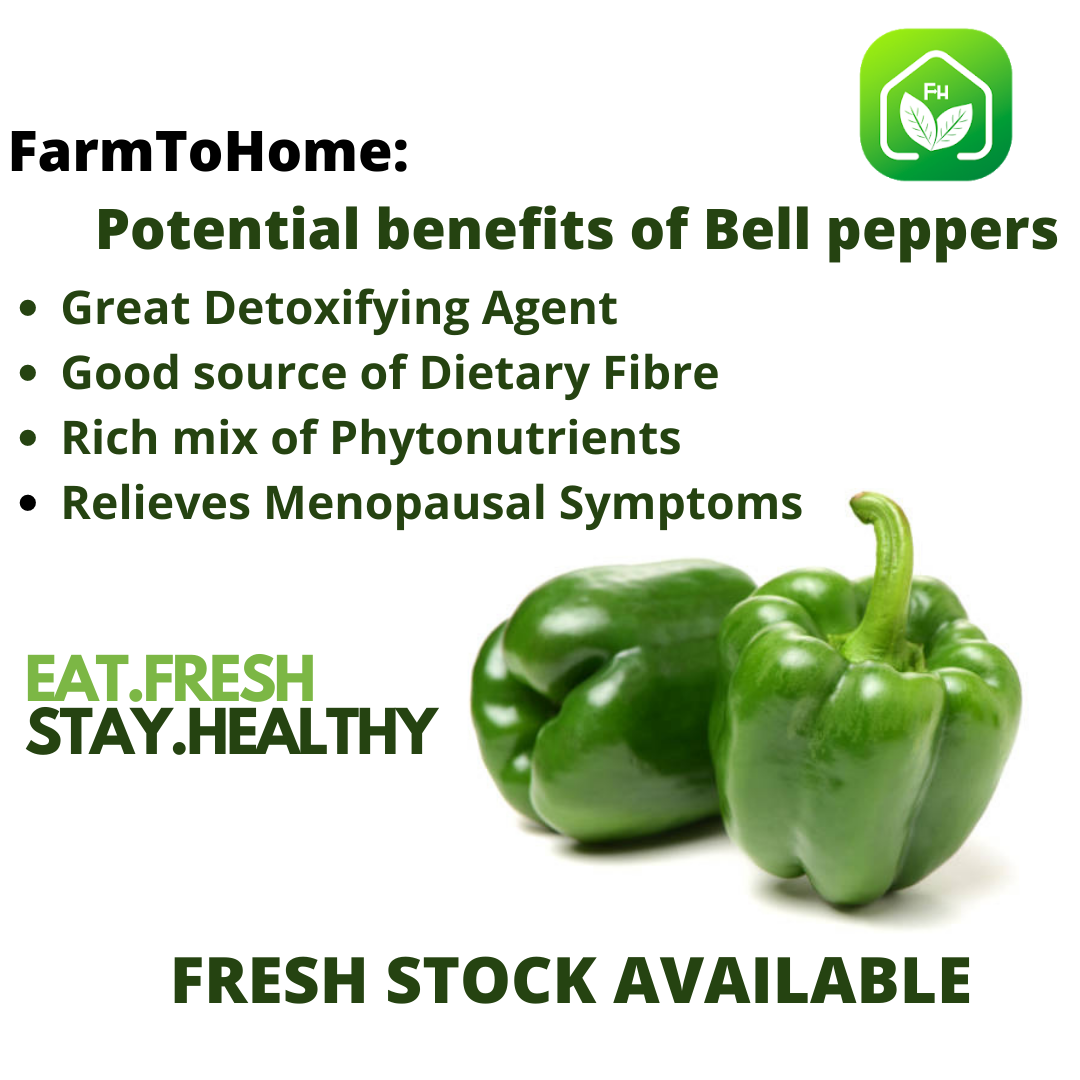 FH
FarmToHome:
Potential benefits of Bell peppers
• Great Detoxifying Agent
• Good source of Dietary Fibre
• Rich mix of Phytonutrients
• Relieves Menopausal Symptoms
EAT.FRESH
STAY.HEALTHY
FRESH STOCK AVAILABLE